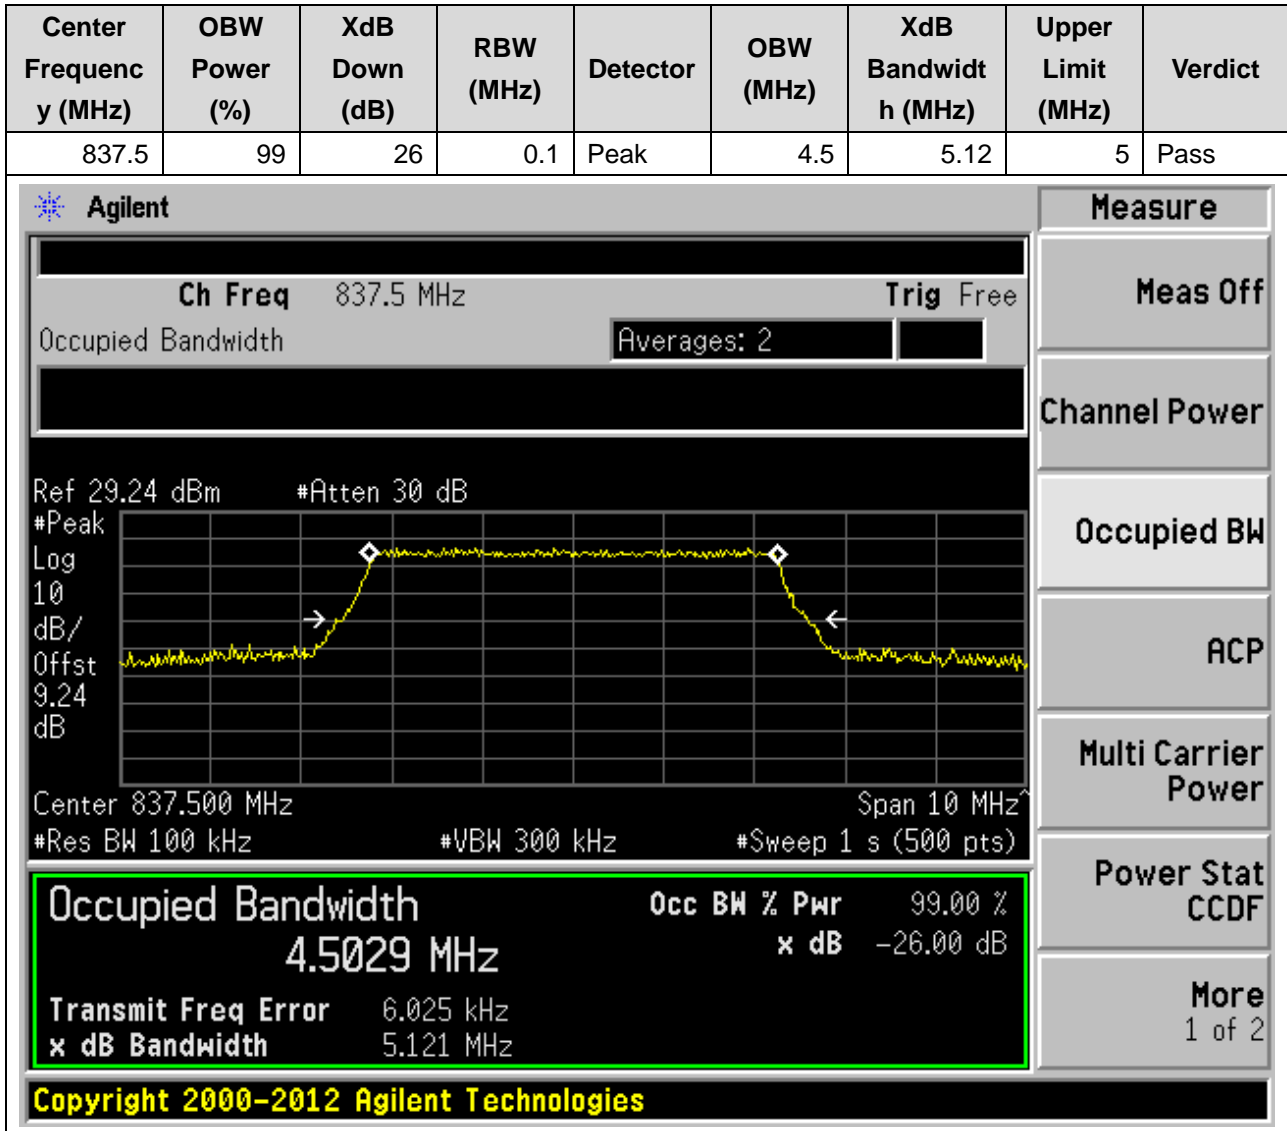 Center Frequenc y (MHz) OBW Power (%) XdB Down (dB) RBW (MHz) Detector OBW (MHz) XdB Bandwidt h (MHz) Upper Limit (MHz) Verdict
837.5 99 26 0.1 Peak 4.5 5.12 5 Pass
Agilent
Measure
Ch Freq 837.5 MHz Trig Free
Occupied Bandwidth Averages: 2
Meas Off
Channel Power
Occupied BW
ACP
Multi Carrier
Power
Power Stat
CCDF
More
1 of 2
Ref 29.24 dBm #Atten 30 dB
#Peak
Log
10
dB/
Offst
9.24
dB
Center 837.500 MHz Span 10 MHz^
#Res BW 100 kHz #VBW 300 kHz #Sweep 1 s (500 pts)
Occupied Bandwidth Occ BW % Pwr 99.00 %
4.5029 MHz x dB -26.00 dB
Transmit Freq Error 6.025 kHz
x dB Bandwidth 5.121 MHz
Copyright 2000-2012 Agilent Technologies